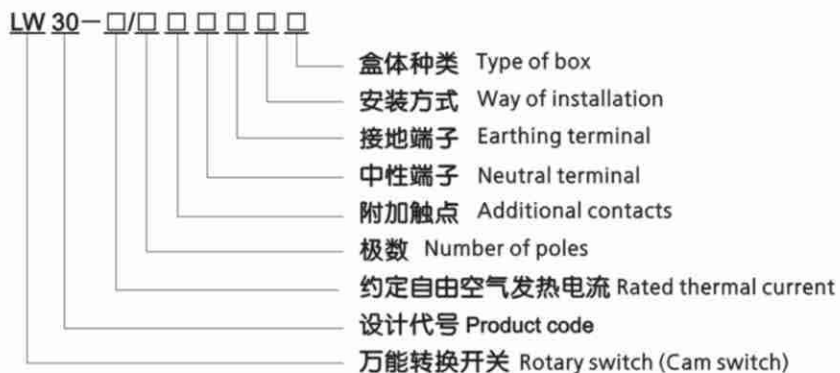 LW 30-□/□ □ □ □ □ □
盒体种类 Type of box
安装方式 Way of installation
接地端子 Earthing terminal
中性端子 Neutral terminal
附加触点 Additional contacts
极数 Number of poles
约定自由空气发热电流 Rated thermal current
设计代号 Product code
万能转换开关 Rotary switch (Cam switch)